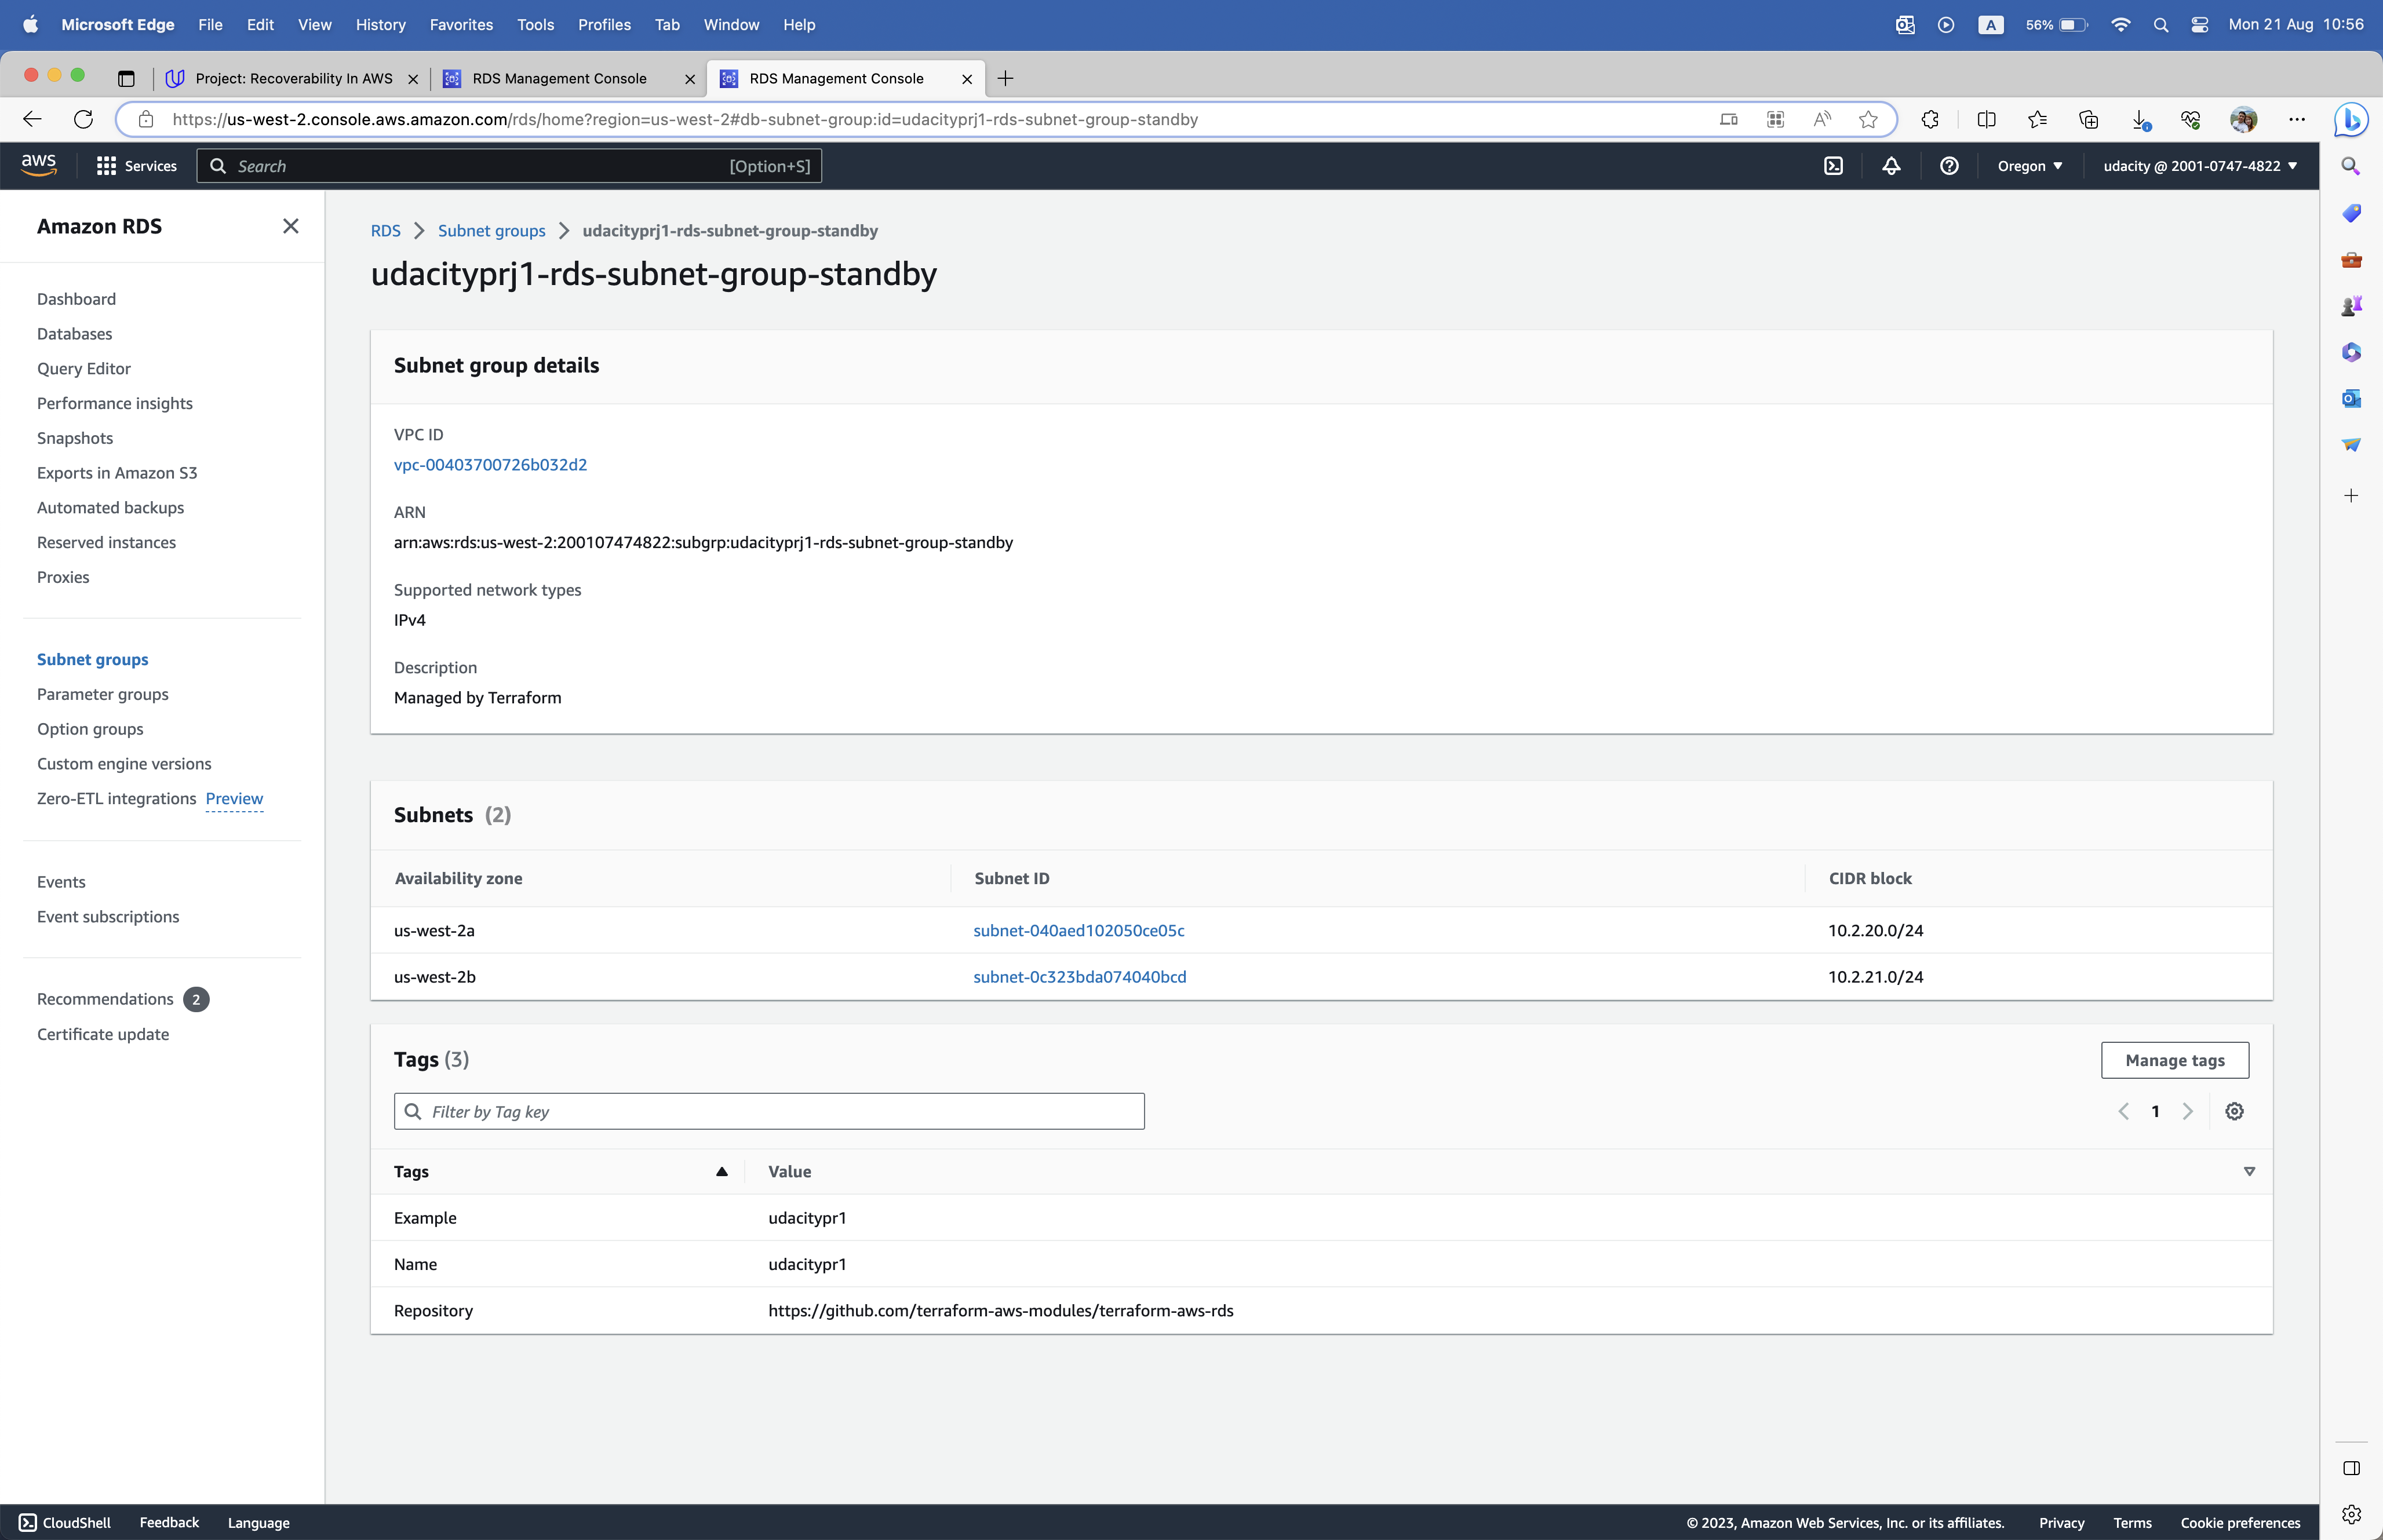 Microsoft Edge File Edit View History Favorites Tools Profiles Tab Window Help A 56% Mon 21 Aug 10:56
Project: Recoverability In AWS RDS Management Console RDS Management Console
https://us-west-2.console.aws.amazon.com/rds/home?region=us-west-2#db-subnet-group:id=udacityprj1-rds-subnet-group-standby
aws Services Search [Option+S] Oregon udacity @ 2001-0747-4822
Amazon RDS
Dashboard
Databases
Query Editor
Performance insights
Snapshots
Exports in Amazon S3
Automated backups
Reserved instances
Proxies
Subnet groups
Parameter groups
Option groups
Custom engine versions
Zero-ETL integrations Preview
Events
Event subscriptions
Recommendations 2
Certificate update
RDS Subnet groups udacityprj1-rds-subnet-group-standby
udacityprj1-rds-subnet-group-standby
Subnet group details
VPC ID
vpc-00403700726b032d2
ARN
arn:aws:rds:us-west-2:200107474822:subgrp:udacityprj1-rds-subnet-group-standby
Supported network types
IPv4
Description
Managed by Terraform
Subnets (2)
Availability zone Subnet ID CIDR block
us-west-2a subnet-040aed102050ce05c 10.2.20.0/24
us-west-2b subnet-0c323bda074040bcd 10.2.21.0/24
Tags (3) Manage tags
Filter by Tag key 1
Tags Value
Example udacitypr1
Name udacitypr1
Repository https://github.com/terraform-aws-modules/terraform-aws-rds
CloudShell Feedback Language © 2023, Amazon Web Services, Inc. or its affiliates. Privacy Terms Cookie preferences